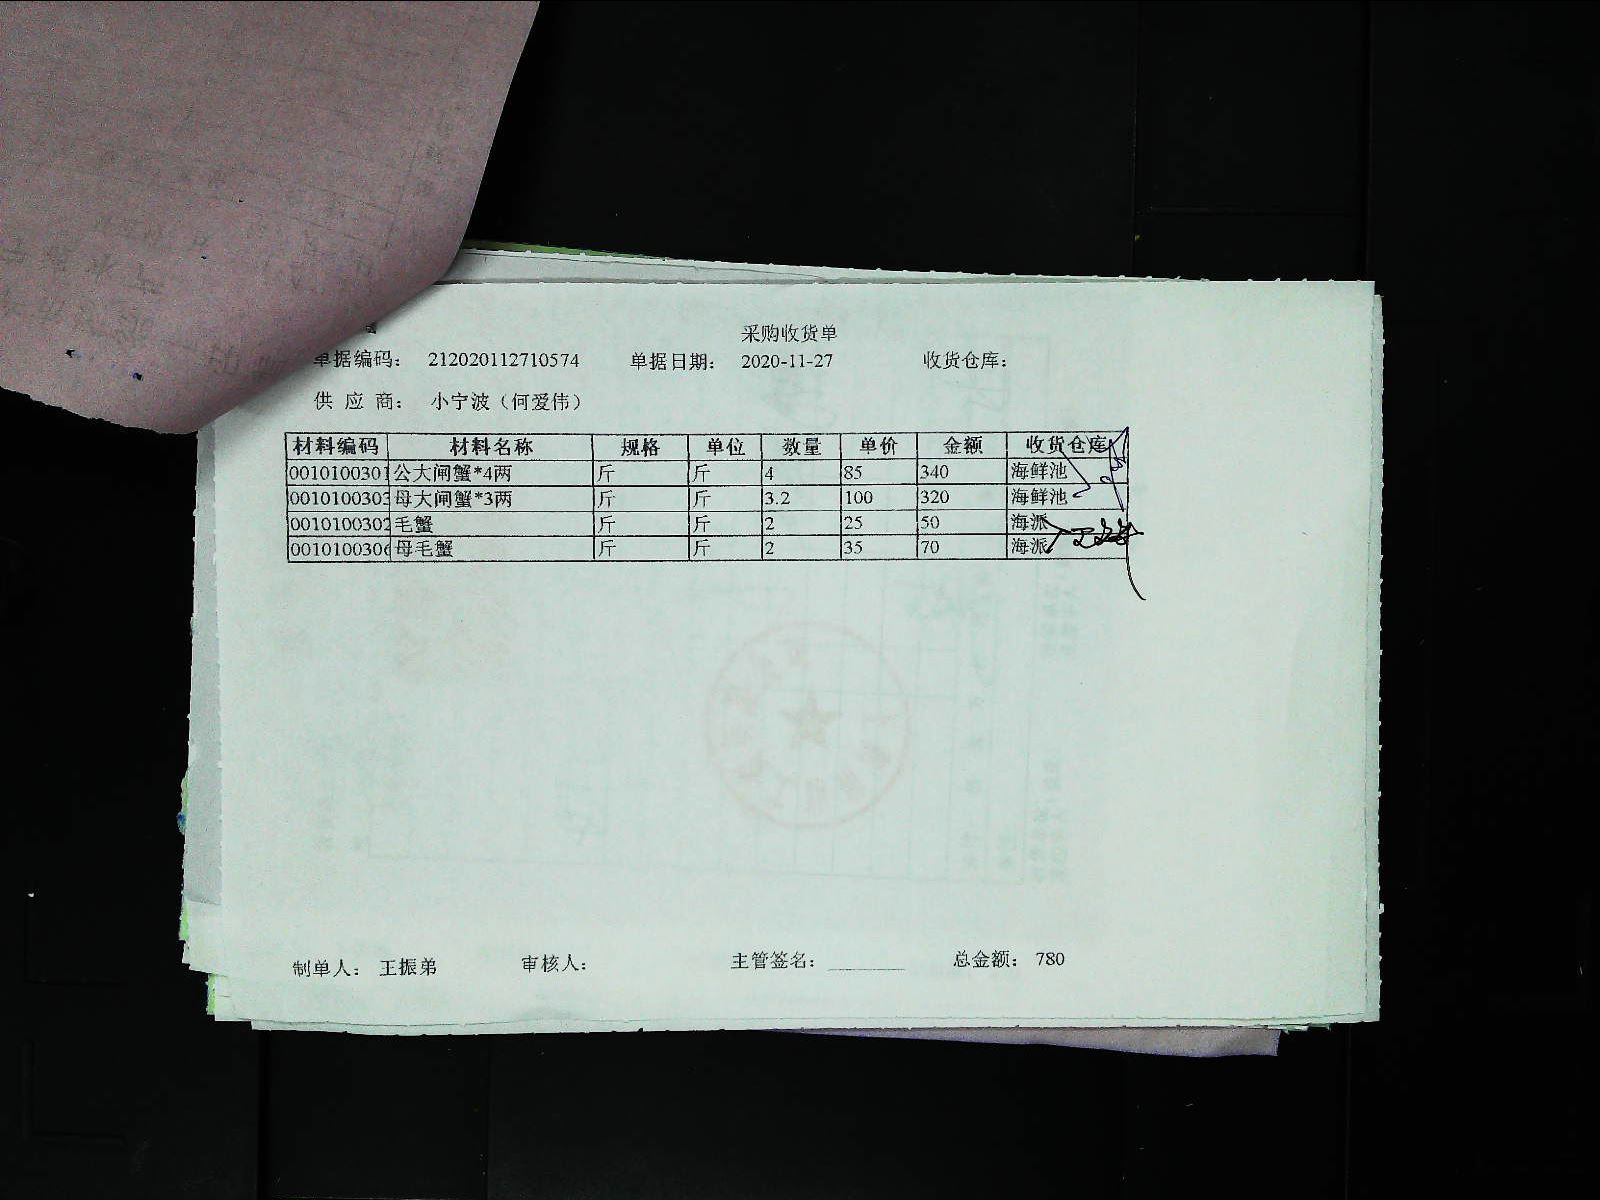 采购收货单
单据编码： 212020112710574 单据日期： 2020-11-27 收货仓库：
供 应 商： 小宁波（何爱伟）
材料编码 材料名称 规格 单位 数量 单价 金额 收货仓库
0010100301 公大闸蟹*4两 斤 斤 4 85 340 海鲜池
0010100303 母大闸蟹*3两 斤 斤 3.2 100 320 海鲜池
0010100302 毛蟹 斤 斤 2 25 50 海派
0010100306 母毛蟹 斤 斤 2 35 70 海派
制单人： 王振弟 审核人： 主管签名： 总金额： 780